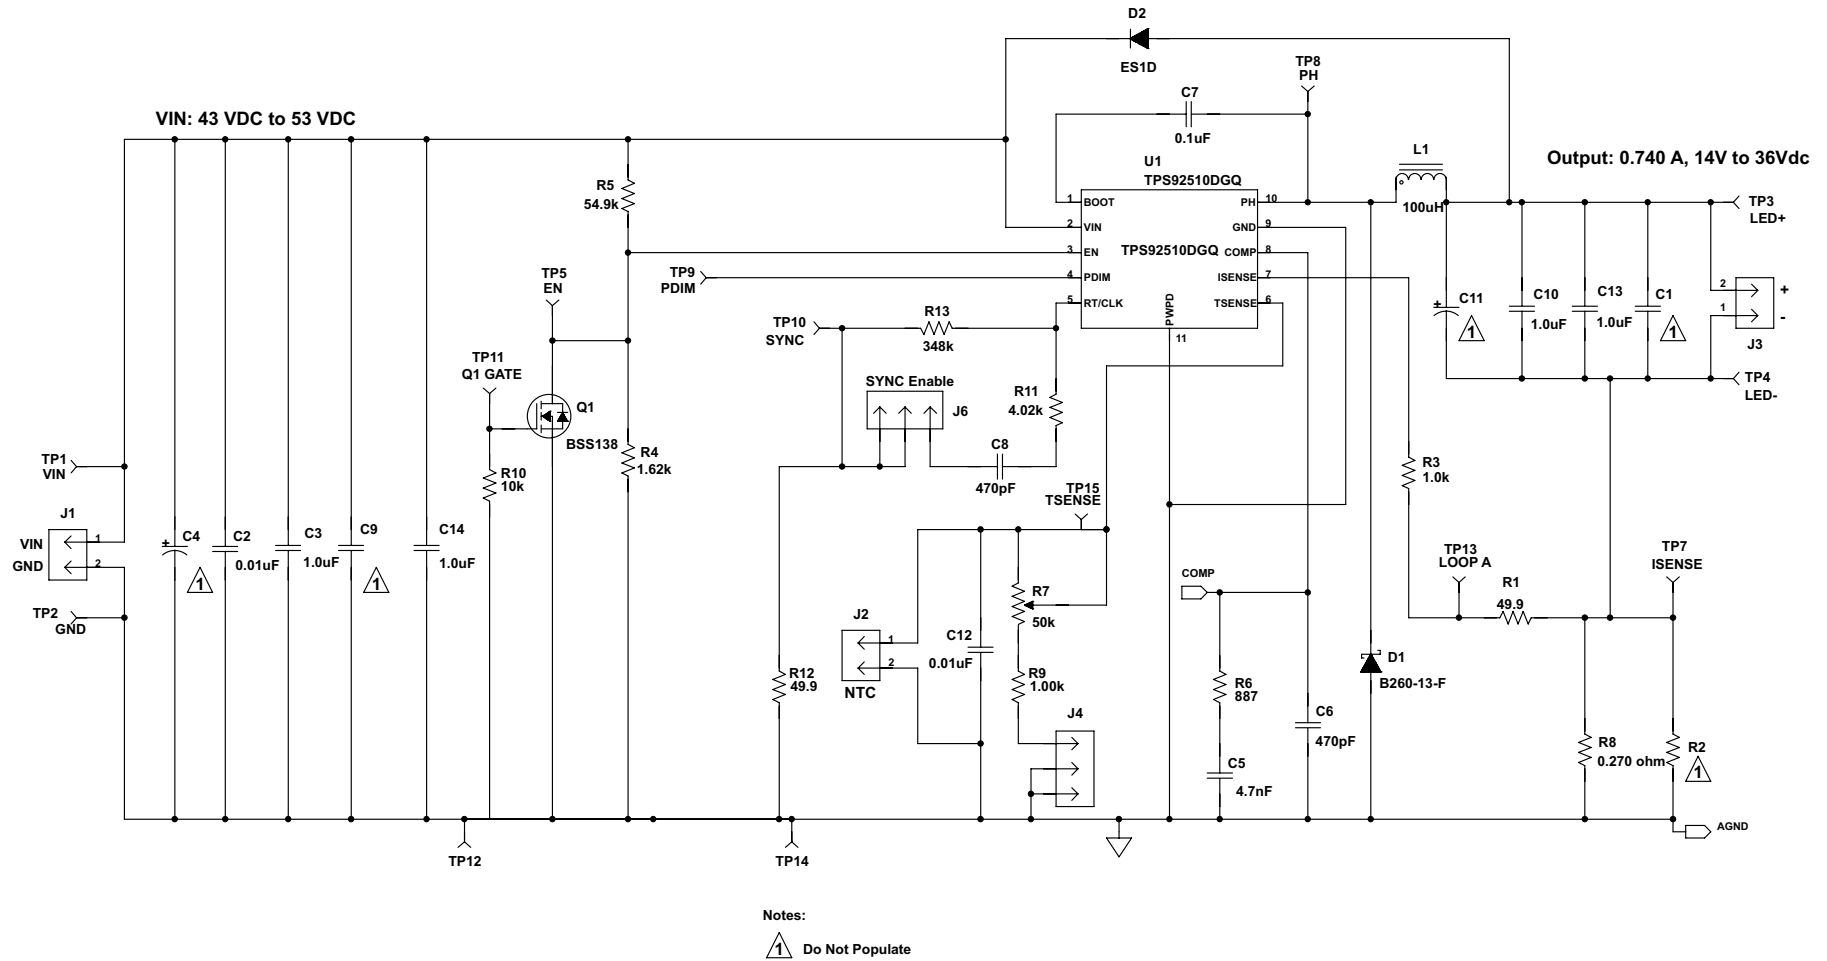 D2
ES1D
TP8
PH
C7
0.1uF
VIN: 43 VDC to 53 VDC
L1
100uH
Output: 0.740 A, 14V to 36Vdc
U1
TPS92510DGQ
TPS92510DGQ
1 BOOT
2 VIN
3 EN
4 PDIM
5 RT/CLK
PH 10
GND 9
COMP 8
ISENSE 7
TSENSE 6
PWPD
11
R5
54.9k
TP3
LED+
TP5
EN
TP9
PDIM
TP10
SYNC
R13
348k
C11
1
C10
1.0uF
C13
1.0uF
C1
1
2
1
+
-
J3
TP4
LED-
TP11
Q1 GATE
Q1
BSS138
SYNC Enable
J6
R11
4.02k
C8
470pF
R10
10k
R4
1.62k
R3
1.0k
TP1
VIN
J1
VIN
GND
1
2
TP2
GND
+
C4
1
C2
0.01uF
C3
1.0uF
C9
1
C14
1.0uF
TP15
TSENSE
TP13
LOOP A
R1
49.9
TP7
ISENSE
COMP
R7
50k
J2
1
2
NTC
C12
0.01uF
R12
49.9
R9
1.00k
J4
R6
887
C5
4.7nF
C6
470pF
D1
B260-13-F
R8
0.270 ohm
R2
1
AGND
TP12
TP14
Notes:
1 Do Not Populate